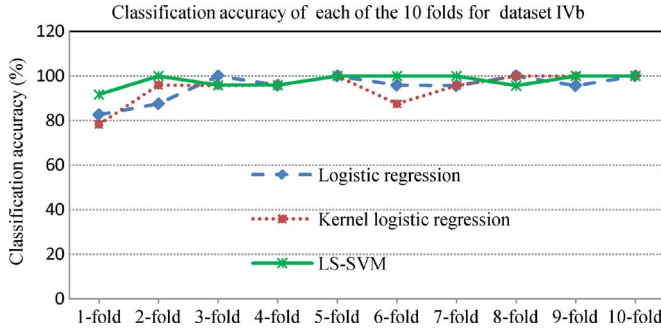 Classification accuracy of each of the 10 folds for dataset IVb
Classification accuracy (%)
120
100
80
60
40
20
0
Logistic regression
Kernel logistic regression
LS-SVM
1-fold 2-fold 3-fold 4-fold 5-fold 6-fold 7-fold 8-fold 9-fold 10-fold